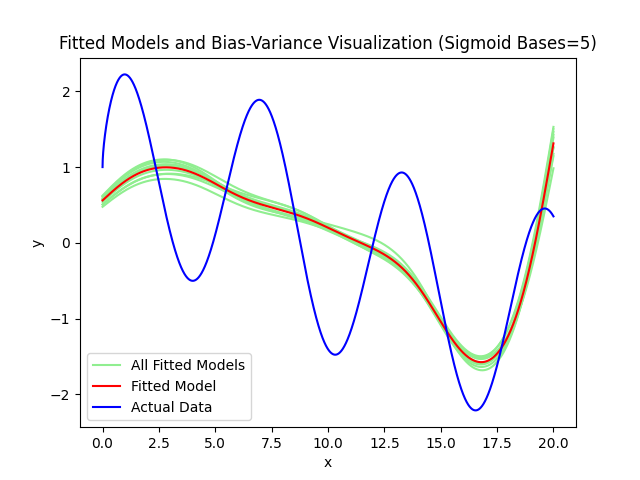 Fitted Models and Bias-Variance Visualization (Sigmoid Bases=5)
2
1
0
−1
−2
y
All Fitted Models
Fitted Model
Actual Data
0.0 2.5 5.0 7.5 10.0 12.5 15.0 17.5 20.0
x